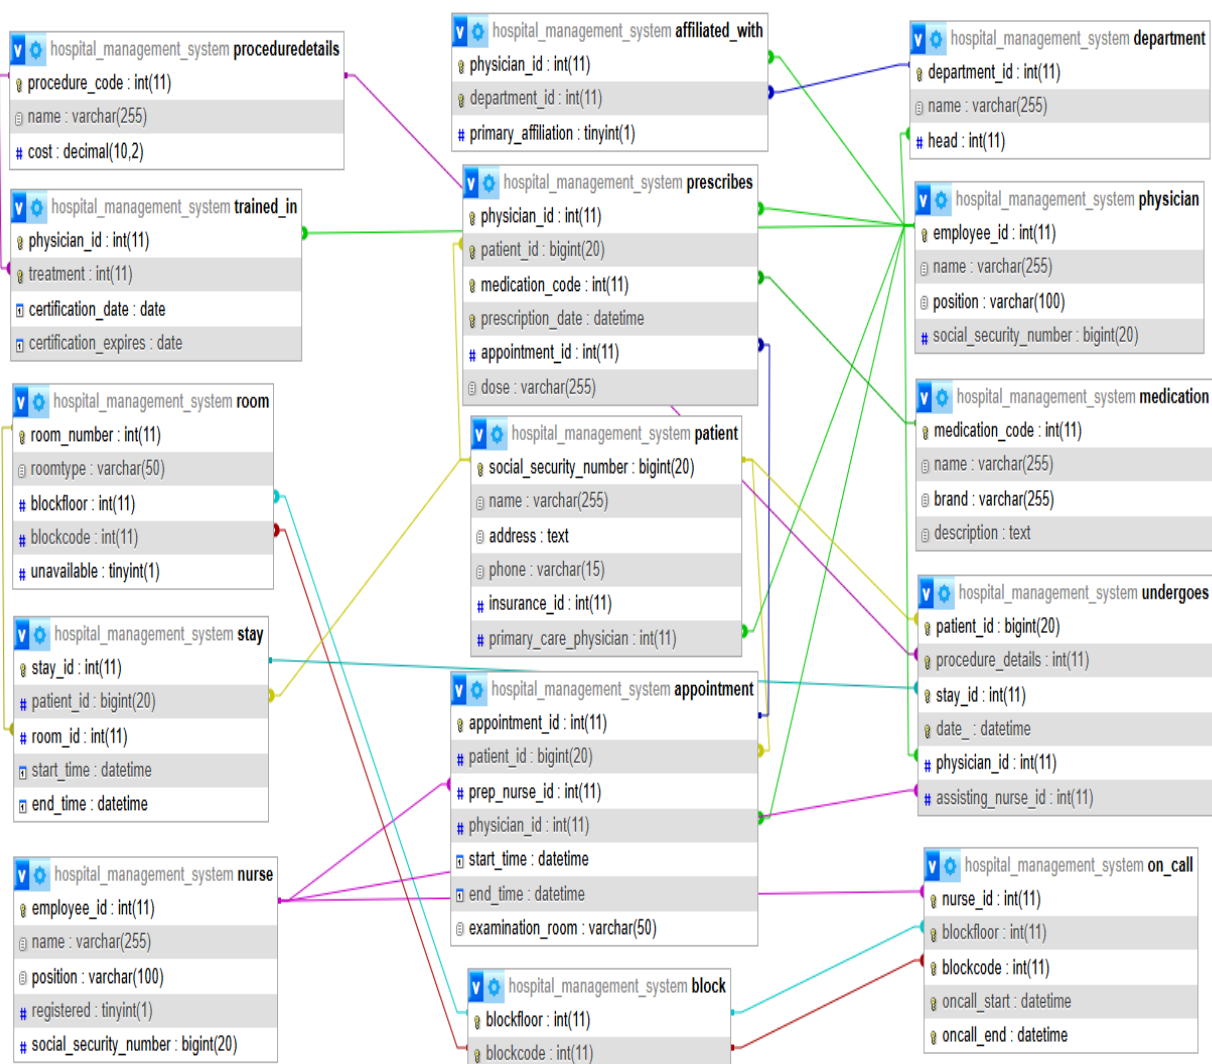 hospital_management_system proceduredetails
procedure_code : int(11)
name : varchar(255)
# cost : decimal(10,2)
hospital_management_system trained_in
physician_id : int(11)
treatment : int(11)
certification_date : date
certification_expires : date
hospital_management_system room
room_number : int(11)
roomtype : varchar(50)
# blockfloor : int(11)
# blockcode : int(11)
# unavailable : tinyint(1)
hospital_management_system stay
stay_id : int(11)
# patient_id : bigint(20)
# room_id : int(11)
start_time : datetime
end_time : datetime
hospital_management_system nurse
employee_id : int(11)
name : varchar(255)
position : varchar(100)
# registered : tinyint(1)
# social_security_number : bigint(20)
hospital_management_system affiliated_with
physician_id : int(11)
department_id : int(11)
# primary_affiliation : tinyint(1)
hospital_management_system prescribes
physician_id : int(11)
patient_id : bigint(20)
medication_code : int(11)
prescription_date : datetime
# appointment_id : int(11)
dose : varchar(255)
hospital_management_system patient
social_security_number : bigint(20)
name : varchar(255)
address : text
phone : varchar(15)
# insurance_id : int(11)
# primary_care_physician : int(11)
hospital_management_system appointment
appointment_id : int(11)
# patient_id : bigint(20)
# prep_nurse_id : int(11)
# physician_id : int(11)
start_time : datetime
end_time : datetime
examination_room : varchar(50)
hospital_management_system block
blockfloor : int(11)
blockcode : int(11)
hospital_management_system department
department_id : int(11)
name : varchar(255)
# head : int(11)
hospital_management_system physician
employee_id : int(11)
name : varchar(255)
position : varchar(100)
# social_security_number : bigint(20)
hospital_management_system medication
medication_code : int(11)
name : varchar(255)
brand : varchar(255)
description : text
hospital_management_system undergoes
patient_id : bigint(20)
procedure_details : int(11)
stay_id : int(11)
date_ : datetime
# physician_id : int(11)
# assisting_nurse_id : int(11)
hospital_management_system on_call
nurse_id : int(11)
blockfloor : int(11)
blockcode : int(11)
oncall_start : datetime
oncall_end : datetime